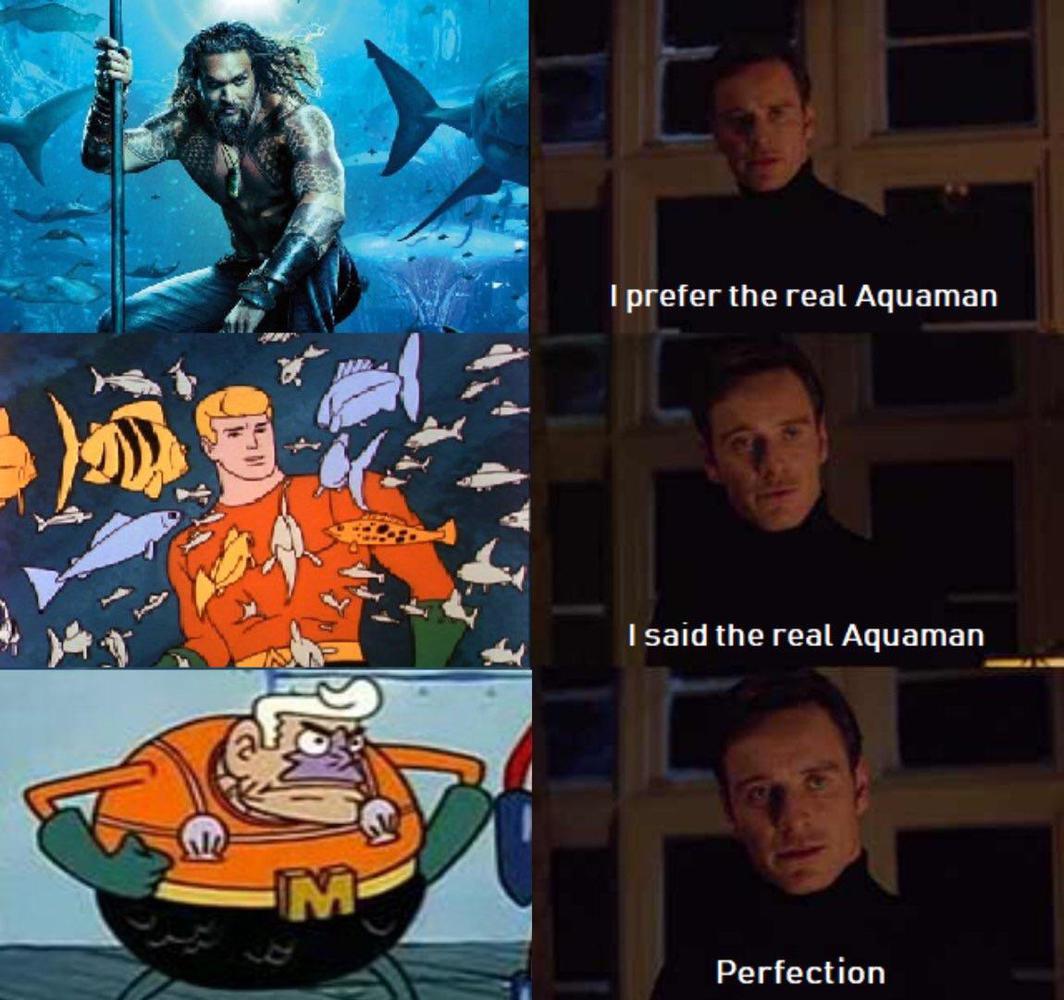 I prefer the real Aquaman
I said the real Aquaman
M
Perfection